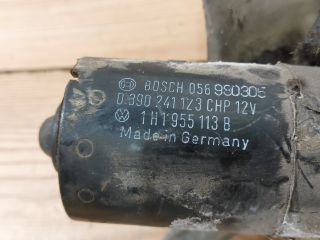 BOSCH 056 980305
0 390 241 123 CHP 12V
1H1 955 113 B
Made in Germany